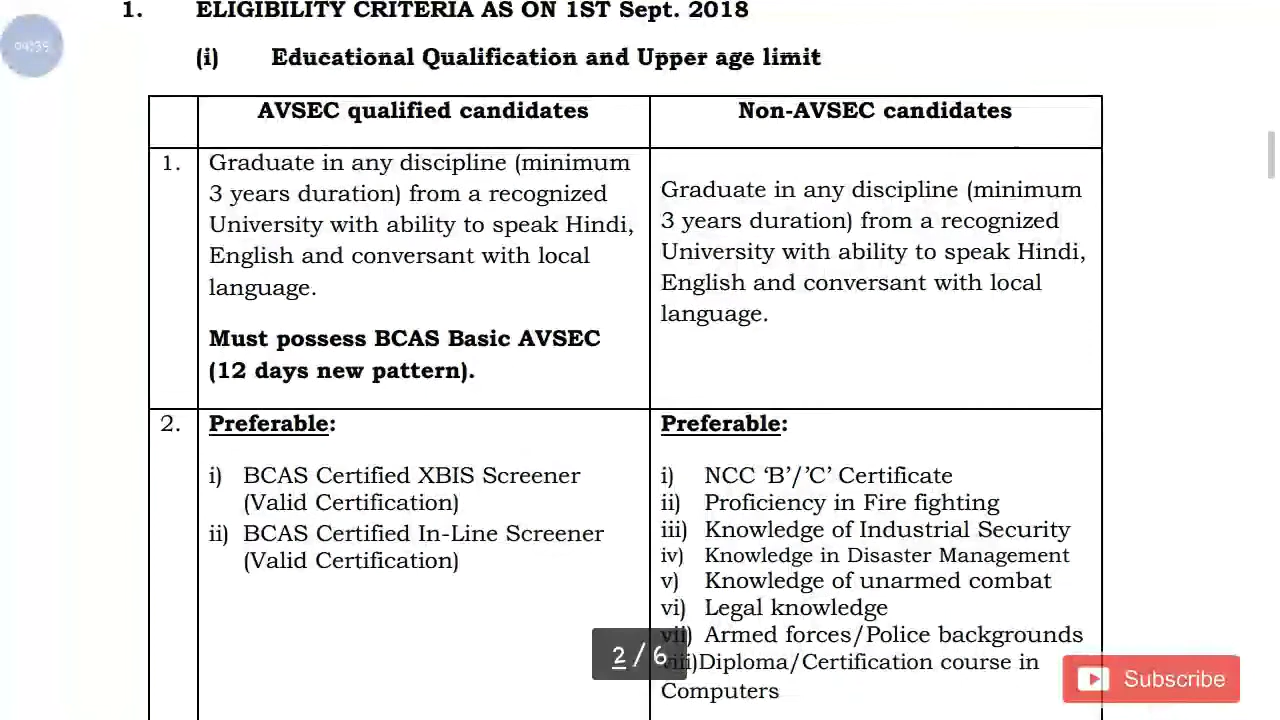 1. ELIGIBILITY CRITERIA AS ON 1ST Sept. 2018
04:35
(i) Educational Qualification and Upper age limit
AVSEC qualified candidates
Non-AVSEC candidates
1.
Graduate in any discipline (minimum
3 years duration) from a recognized
University with ability to speak Hindi,
English and conversant with local
language.
Must possess BCAS Basic AVSEC
(12 days new pattern).
Graduate in any discipline (minimum
3 years duration) from a recognized
University with ability to speak Hindi,
English and conversant with local
language.
2.
Preferable:
i) BCAS Certified XBIS Screener
(Valid Certification)
ii) BCAS Certified In-Line Screener
(Valid Certification)
Preferable:
i) NCC ‘B’/’C’ Certificate
ii) Proficiency in Fire fighting
iii) Knowledge of Industrial Security
iv) Knowledge in Disaster Management
v) Knowledge of unarmed combat
vi) Legal knowledge
vii) Armed forces/Police backgrounds
viii)Diploma/Certification course in
Computers
2 / 6
Subscribe